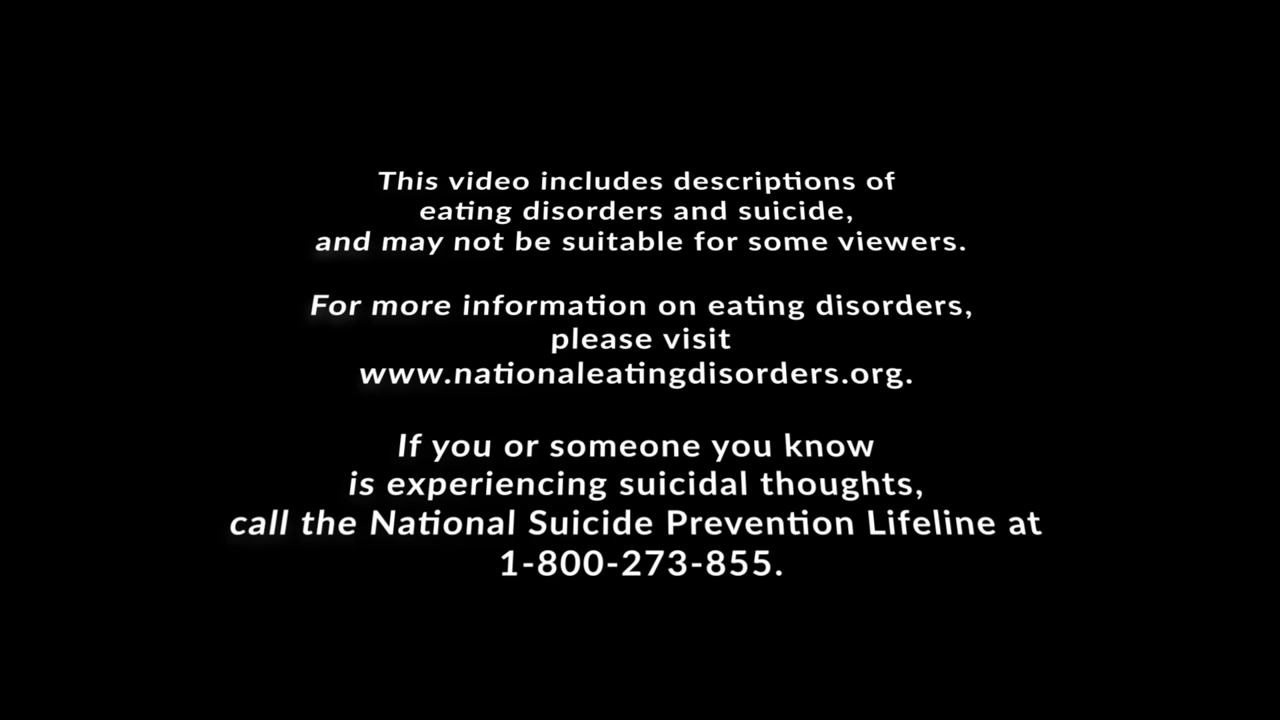 This video includes descriptions of
eating disorders and suicide,
and may not be suitable for some viewers.
For more information on eating disorders,
please visit
www.nationaleatingdisorders.org.
If you or someone you know
is experiencing suicidal thoughts,
call the National Suicide Prevention Lifeline at
1-800-273-855.